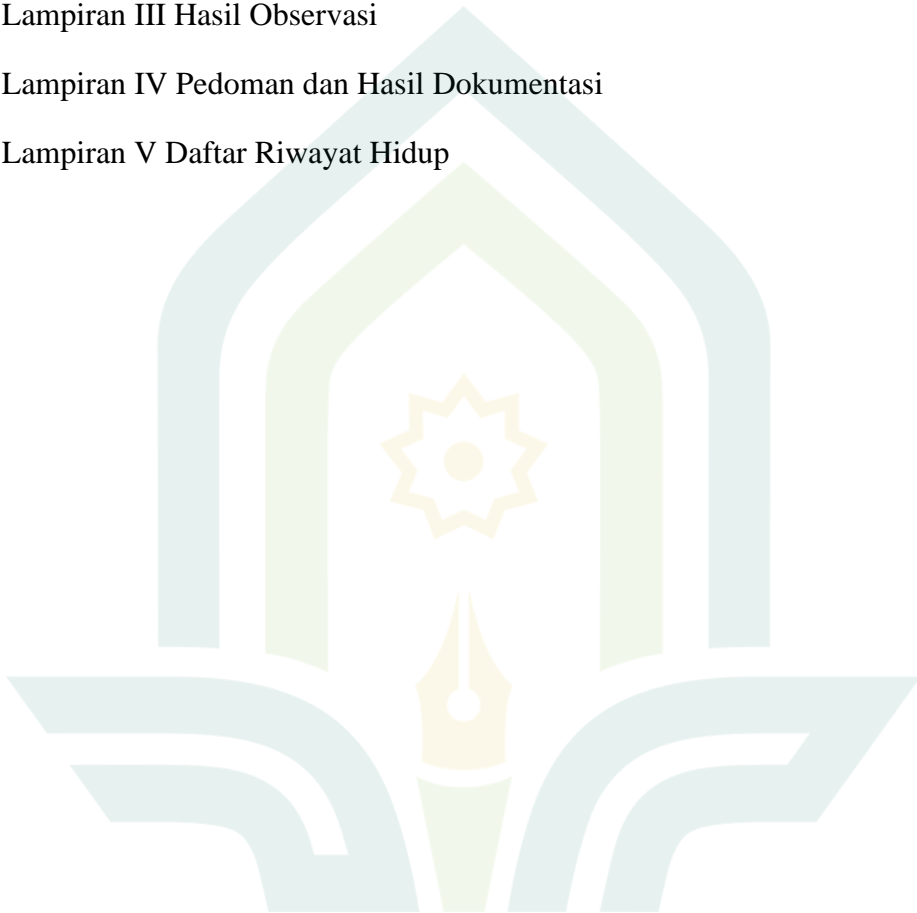 Lampiran III Hasil Observasi
Lampiran IV Pedoman dan Hasil Dokumentasi
Lampiran V Daftar Riwayat Hidup